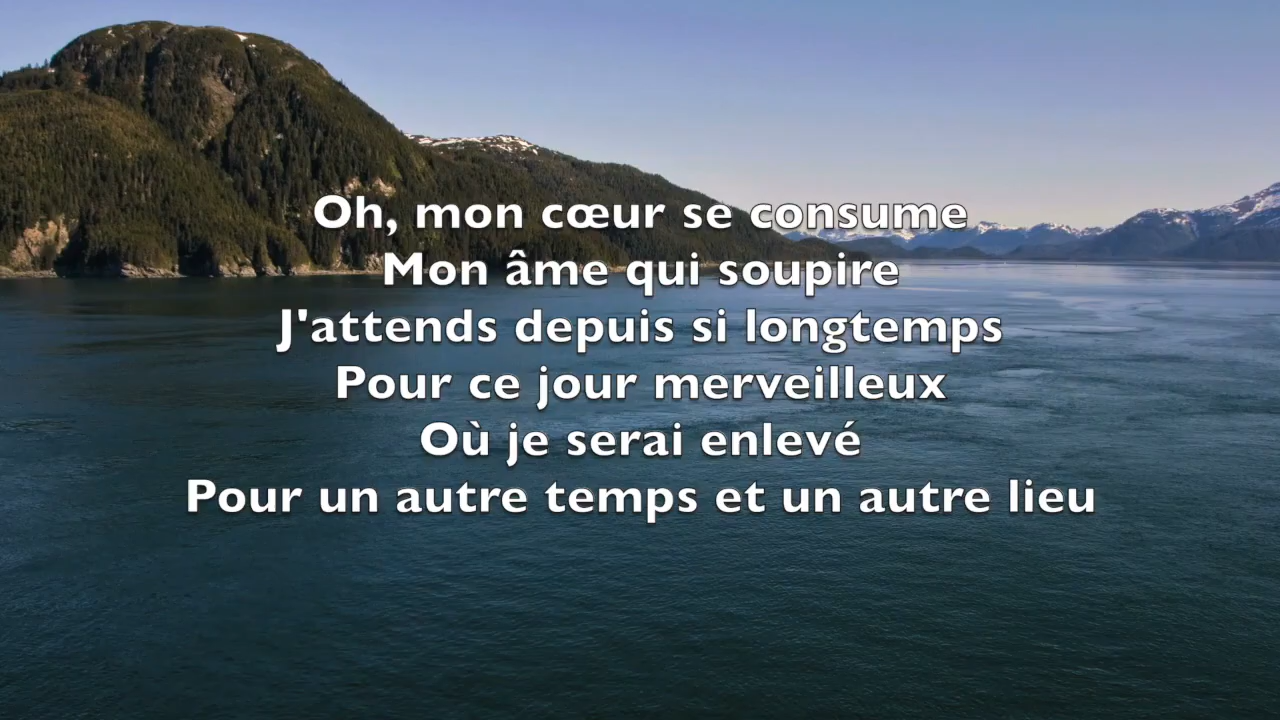 Oh, mon cœur se consume
Mon âme qui soupire
J'attends depuis si longtemps
Pour ce jour merveilleux
Où je serai enlevé
Pour un autre temps et un autre lieu